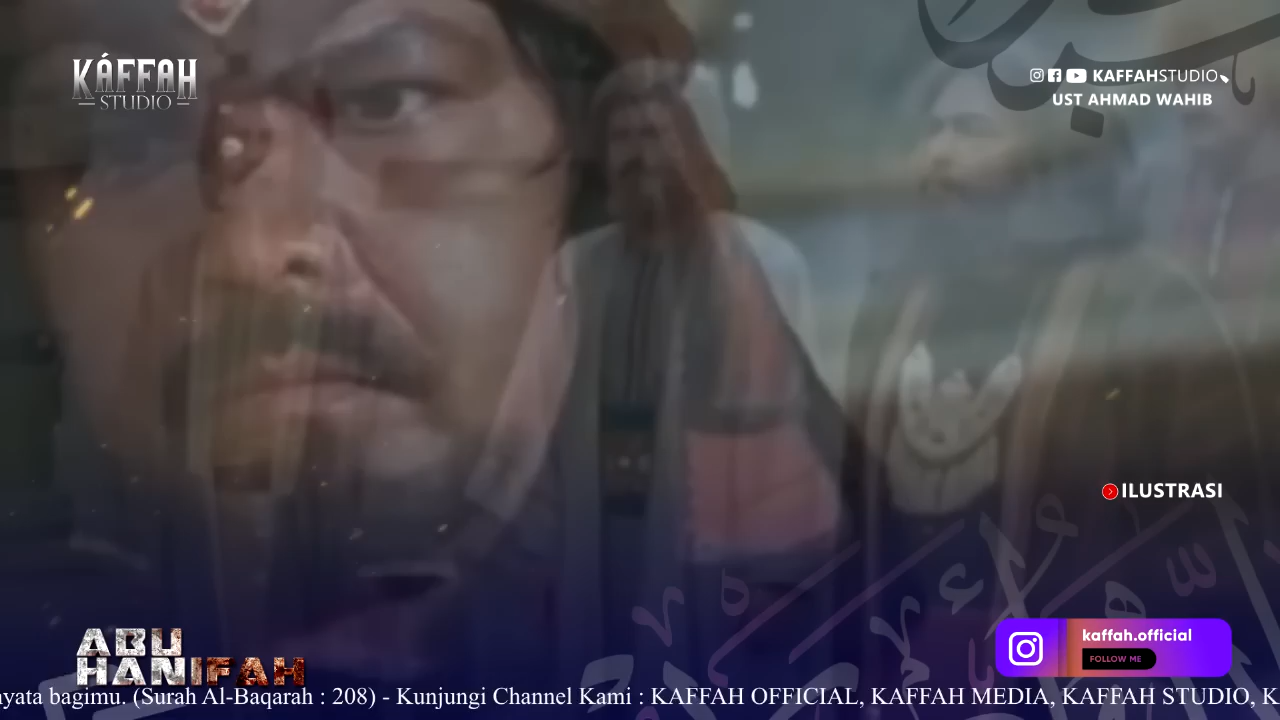 KÁFFAH
STUDIO
KAFFAHSTUDIO
UST AHMAD WAHIB
ILUSTRASI
kaffah.official
FOLLOW ME
ABU
HANIFAH
nyata bagimu. (Surah Al-Baqarah : 208) - Kunjungi Channel Kami : KAFFAH OFFICIAL, KAFFAH MEDIA, KAFFAH STUDIO, K